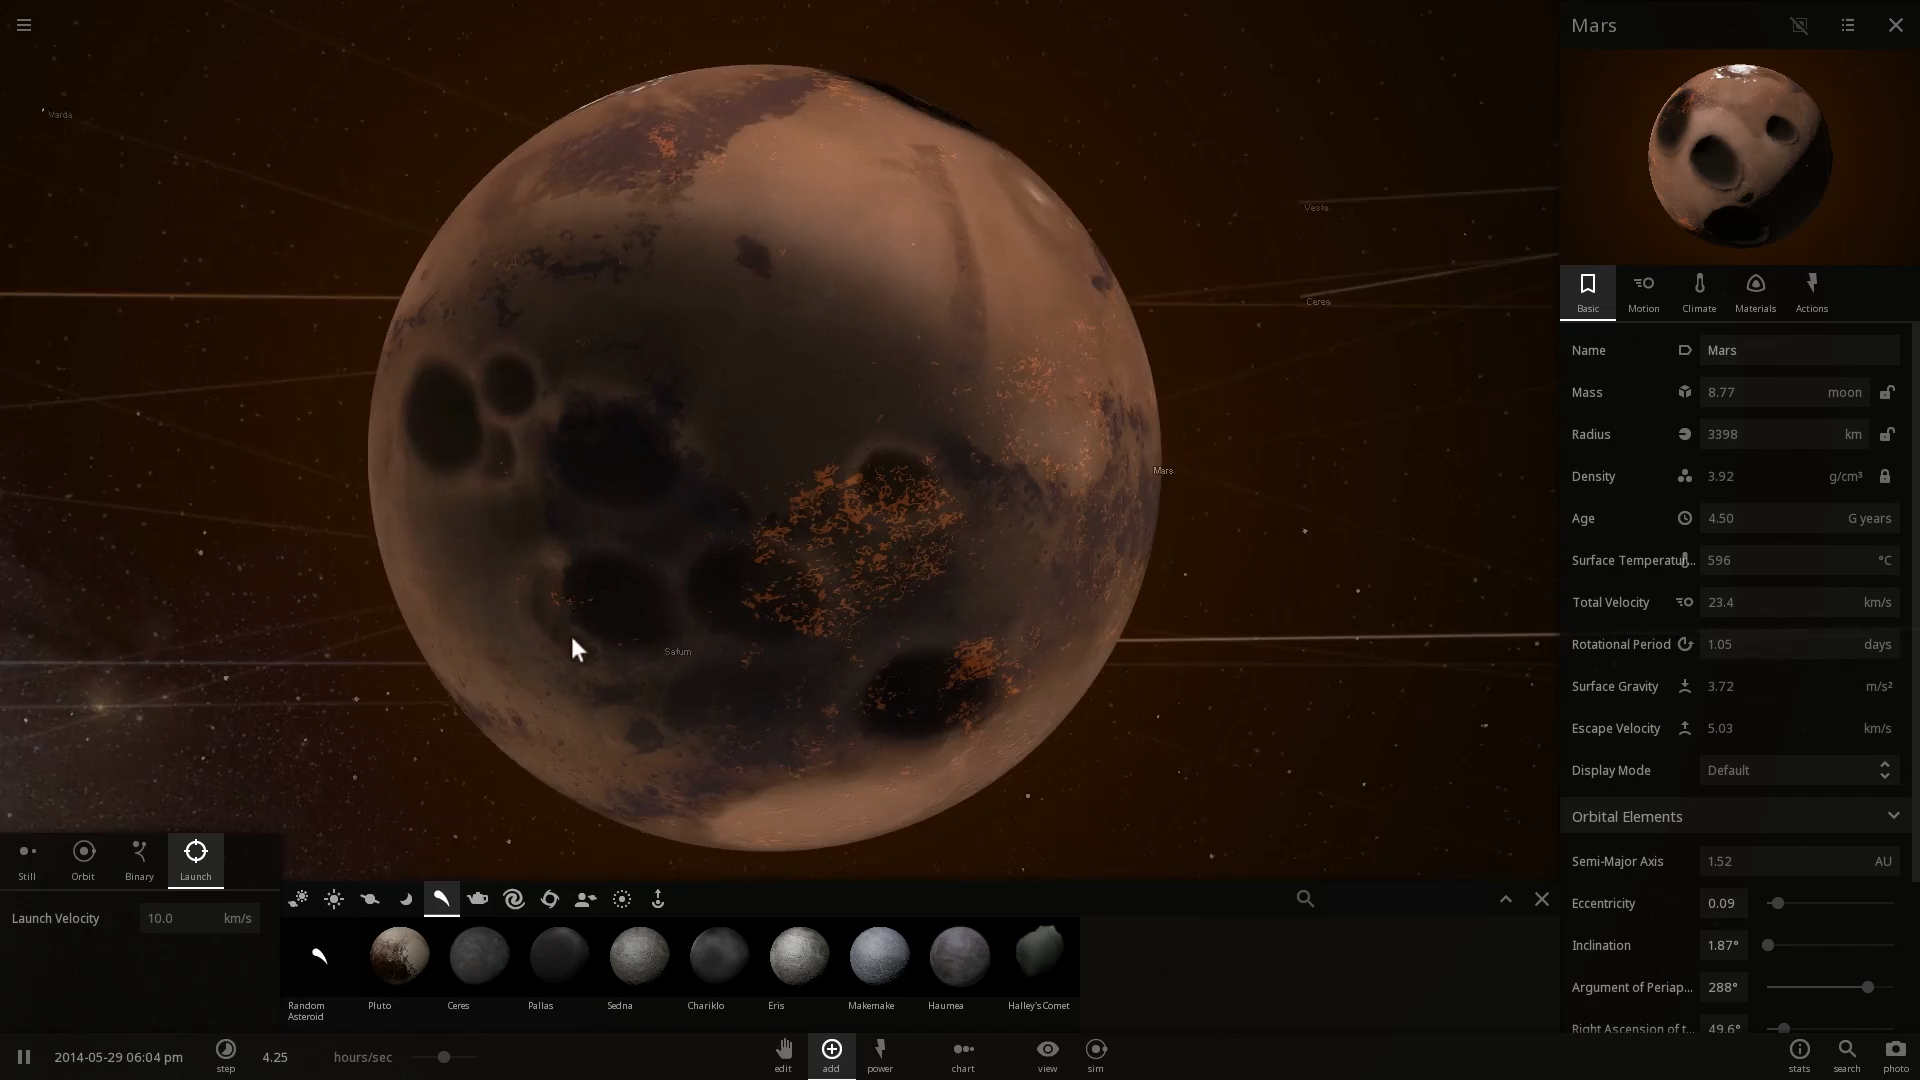 Mars
Varda
Vesta
Ceres
Mars
Saturn
Basic
Motion
Climate
Materials
Actions
Name
Mars
Mass
8.77 moon
Radius
3398 km
Density
3.92 g/cm³
Age
4.50 G years
Surface Temperatur...
596 °C
Total Velocity
23.4 km/s
Rotational Period
1.05 days
Surface Gravity
3.72 m/s²
Escape Velocity
5.03 km/s
Display Mode
Default
Orbital Elements
Semi-Major Axis
1.52 AU
Eccentricity
0.09
Inclination
1.87°
Argument of Periap...
288°
Right Ascension of t...
49.6°
Still
Orbit
Binary
Launch
Launch Velocity
10.0 km/s
Random
Asteroid
Pluto
Ceres
Pallas
Sedna
Chariklo
Eris
Makemake
Haumea
Halley's Comet
2014-05-29 06:04 pm
step
4.25 hours/sec
edit
add
power
chart
view
sim
stats
search
photo